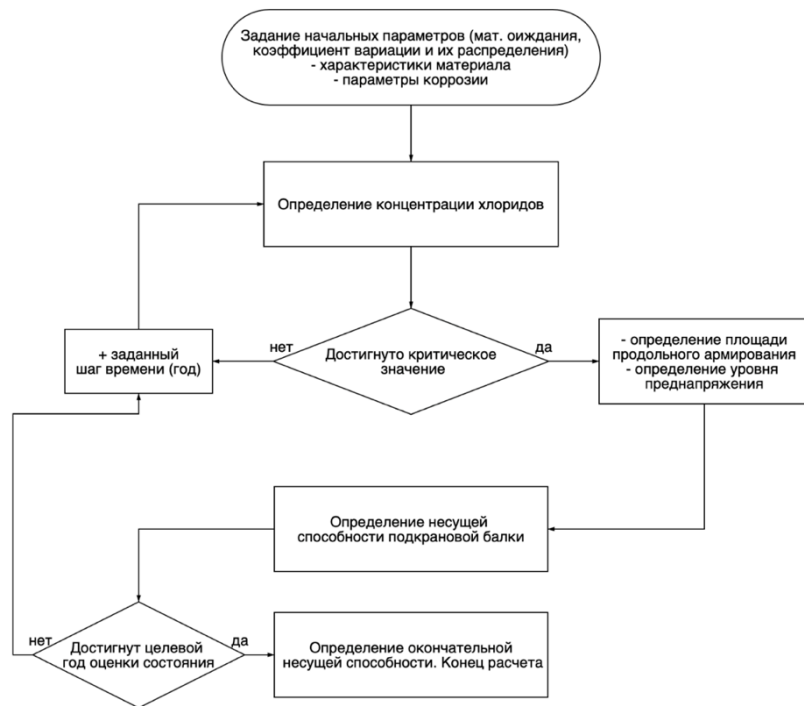 Задание начальных параметров (мат. оиждания,
коэффициент вариации и их распределения)
- характеристики материала
- параметры коррозии
Определение концентрации хлоридов
нет
Достигнуто критическое
значение
да
+ заданный
шаг времени (год)
- определение площади
продольного армирования
- определение уровня
преднапряжения
Определение несущей
способности подкрановой балки
нет
Достигнут целевой
год оценки состояния
да
Определение окончательной
несущей способности. Конец расчета